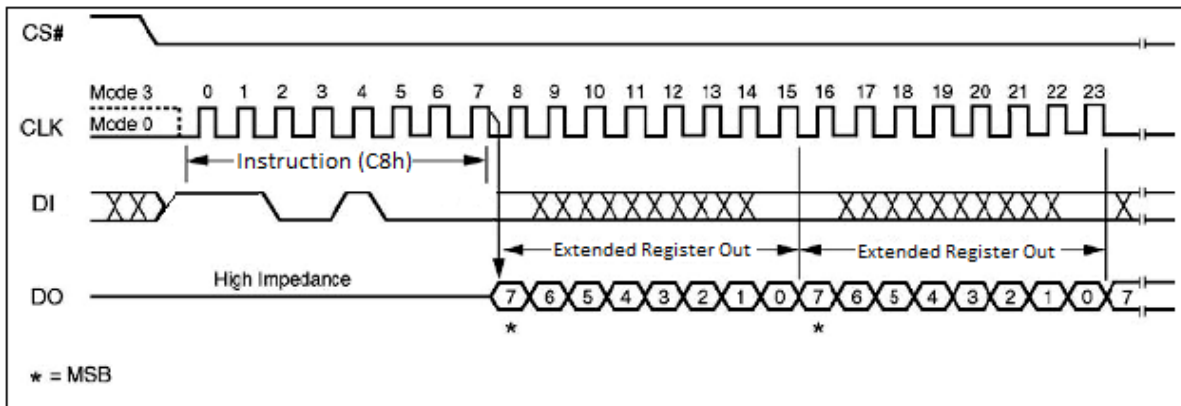 CS#
Mode 3 0 1 2 3 4 5 6 7 8 9 10 11 12 13 14 15 16 17 18 19 20 21 22 23
CLK Mode 0
Instruction (C8h)
DI
Extended Register Out Extended Register Out
High Impedance
DO 7 6 5 4 3 2 1 0 7 6 5 4 3 2 1 0 7
* *
* = MSB